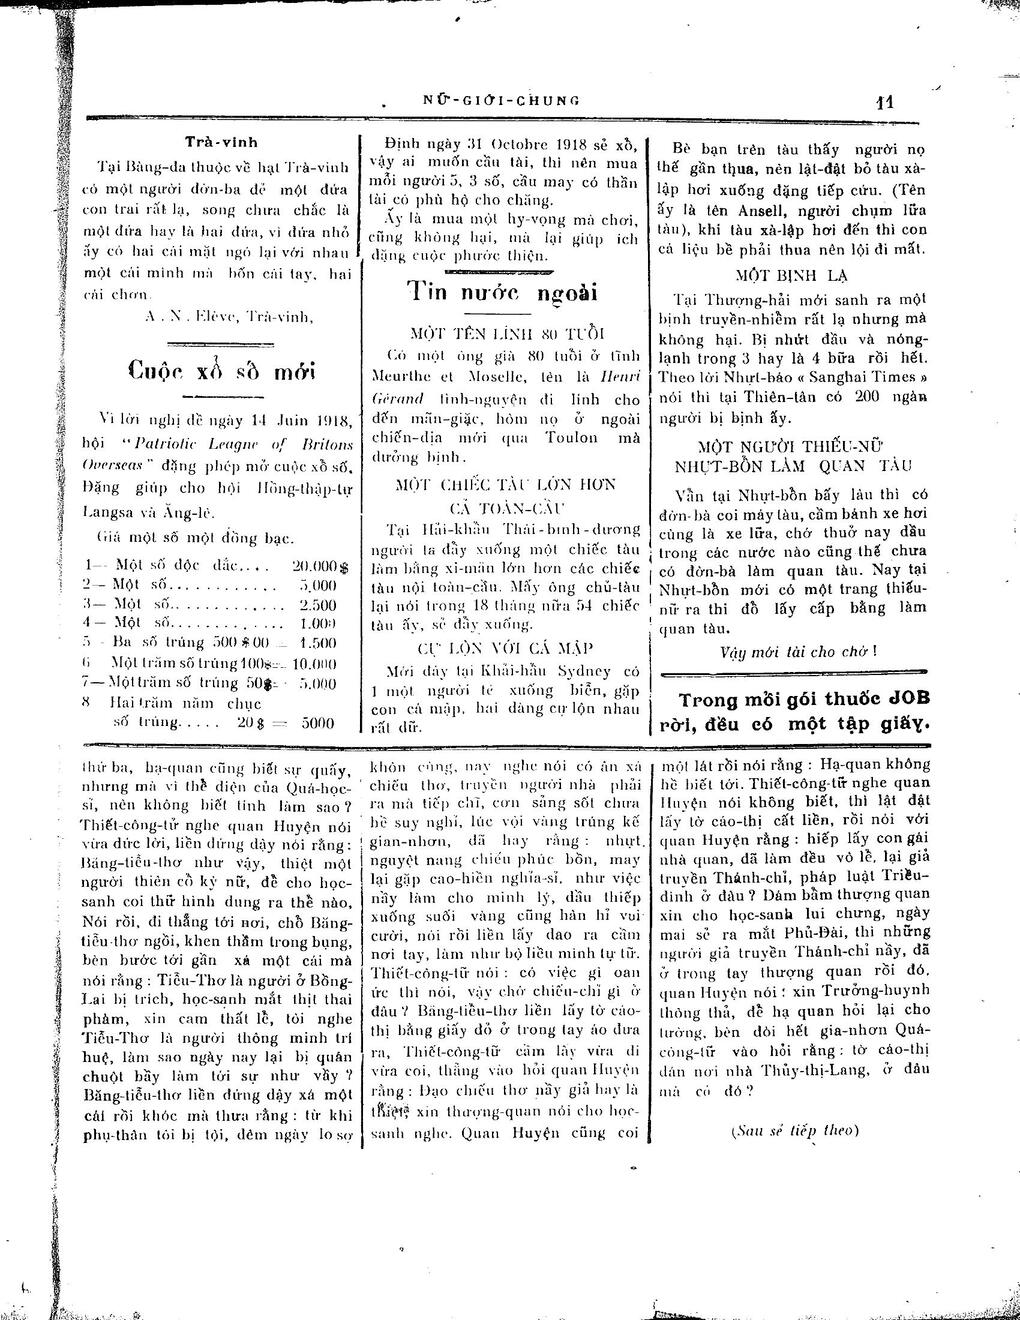 NỮ-GIỚI-CHUNG
11
Trà-vinh
Tại Bàng-đa thuộc về hạt Trà-vinh
có một người đờn-ba đẻ một đứa
con trai rất lạ, song chưa chắc là
một đứa hay là hai đứa, vì đứa nhỏ
ấy có hai cái mặt ngó lại với nhau
một cái mình mà bốn cái tay, hai
cái chơn.
A . N . Elève, Trà-vinh,
Cuộc xổ số mới
Vì lời nghị đề ngày 14 Juin 1918,
hội "Patriotic League of Britons
Overseas" đặng phép mở cuộc xổ số,
Đặng giúp cho hội Hồng-thập-tự
Langsa và Ăng-lê.
Giá một số một đồng bạc.
1— Một số độc đắc.... 20.000$
2— Một số............ 5.000
3— Một số............ 2.500
4— Một số............ 1.000
5 - Ba số trúng 500$00 = 1.500
6 Một trăm số trúng 100$= 10.000
7— Một trăm số trúng 50$= 5.000
8 Hai trăm năm chục
số trúng..... 20$ = 5000
Định ngày 31 Octobre 1918 sẻ xổ,
vậy ai muốn cầu tài, thì nên mua
mỗi người 5, 3 số, cầu may có thần
tài có phù hộ cho chăng.
Ấy là mua một hy-vọng mà chơi,
cũng không hại, mà lại giúp ích
đặng cuộc phước thiện.
Tin nước ngoài
MỘT TÊN LÍNH 80 TUỔI
Có một ông già 80 tuổi ở tỉnh
Meurthe et Moselle, tên là Henri
Gérand tình-nguyện đi lính cho
đến mãn-giặc, hôm nọ ở ngoài
chiến-địa mới qua Toulon mà
dưởng bịnh.
MỘT CHIẾC TÀU LỚN HƠN
CẢ TOÀN-CẦU
Tại Hải-khẩu Thái-bình-dương
người ta đẩy xuống một chiếc tàu
làm bằng xi-măn lớn hơn các chiếc
tàu nội toàn-cầu. Mấy ông chủ-tàu
lại nói trong 18 tháng nữa 54 chiếc
tàu ấy, sẻ đẩy xuống.
CỰ LỘN VỚI CÁ MẬP
Mới đây tại Khải-hầu Sydney có
1 một người té xuống biển, gặp
con cá mập, hai đàng cự lộn nhau
rất dữ.
Bè bạn trên tàu thấy người nọ
thế gần thua, nên lật-đật bỏ tàu xà-
lập hơi xuống đặng tiếp cứu. (Tên
ấy là tên Ansell, người chụm lửa
tàu), khi tàu xà-lập hơi đến thì con
cá liệu bề phải thua nên lội đi mất.
MỘT BỊNH LẠ
Tại Thượng-hải mới sanh ra một
bịnh truyền-nhiễm rất lạ nhưng mà
không hại. Bị nhứt đầu và nóng-
lạnh trong 3 hay là 4 bữa rồi hết.
Theo lời Nhựt-báo « Sanghai Times »
nói thì tại Thiên-tân có 200 ngàn
người bị bịnh ấy.
MỘT NGƯỜI THIẾU-NỮ
NHỰT-BỔN LÀM QUAN TÀU
Vẫn tại Nhựt-bổn bấy lâu thì có
đờn-bà coi máy tàu, cầm bánh xe hơi
cùng là xe lửa, chớ thuở nay đầu
trong các nước nào cũng thế chưa
có đờn-bà làm quan tàu. Nay tại
Nhựt-bổn mới có một trang thiếu-
nữ ra thi đỗ lấy cấp bằng làm
quan tàu.
Vậy mới tài cho chớ !
Trong mỗi gói thuốc JOB
rời, đều có một tập giấy.
thứ ba, hạ-quan cũng biết sự quấy,
nhưng mà vì thể diện của Quá-học-
sĩ, nên không biết tính làm sao ?
Thiết-công-tử nghe quan Huyện nói
vừa dứt lời, liền đứng dậy nói rằng :
Băng-tiểu-thơ như vậy, thiệt một
người thiên cổ kỳ nữ, để cho học-
sanh coi thử hình dung ra thể nào,
Nói rồi, đi thẳng tới nơi, chỗ Băng-
tiểu-thơ ngồi, khen thầm trong bụng,
bèn bước tới gần xá một cái mà
nói rằng : Tiểu-Thơ là người ở Bồng-
Lai bị trích, học-sanh mắt thịt thai
phàm, xin cam thất lễ, tôi nghe
Tiểu-Thơ là người thông minh trí
huệ, làm sao ngày nay lại bị quân
chuột bầy làm tới sự như vầy ?
Băng-tiểu-thơ liền đứng dậy xá một
cái rồi khóc mà thưa rằng : từ khi
phụ-thân tôi bị tội, đêm ngày lo sợ
khôn cùng, nay nghe nói có ân xá
chiếu thơ, truyền người nhà phải
ra mà tiếp chỉ, cơn sảng sốt chưa
hề suy nghĩ, lúc vội vàng trúng kế
gian-nhơn, đã hay rằng : nhựt
nguyệt nang chiếu phúc bồn, may
lại gặp cao-hiền nghĩa-sĩ, như việc
nầy làm cho minh lý, dầu thiếp
xuống suối vàng cũng hân hỉ vui
cười, nói rồi liền lấy dao ra cầm
nơi tay, làm như bộ liều mình tự tử.
Thiết-công-tử nói : có việc gì oan
ức thì nói, vậy chớ chiếu-chỉ gì ở
đâu ? Băng-tiểu-thơ liền lấy tờ cáo-
thị bằng giấy đỏ ở trong tay áo đưa
ra, Thiết-công-tử cầm lấy vừa đi
vừa coi, thẳng vào hỏi quan Huyện
rằng : Đạo chiếu thơ nầy giả hay là
thiệt? xin thượng-quan nói cho học-
sanh nghe. Quan Huyện cũng coi
một lát rồi nói rằng : Hạ-quan không
hề biết tới. Thiết-công-tử nghe quan
Huyện nói không biết, thì lật đật
lấy tờ cáo-thị cất liền, rồi nói với
quan Huyện rằng : hiếp lấy con gái
nhà quan, đã làm đều vô lễ, lại giả
truyền Thánh-chỉ, pháp luật Triều-
đình ở đâu ? Dám bẩm thượng quan
xin cho học-sanh lui chưng, ngày
mai sẻ ra mắt Phủ-Đài, thì những
người giả truyền Thánh-chỉ nầy, đã
ở trong tay thượng quan rồi đó,
quan Huyện nói : xin Trưởng-huynh
thông thả, để hạ quan hỏi lại cho
tường, bèn đòi hết gia-nhơn Quá-
công-tử vào hỏi rằng : tờ cáo-thị
dán nơi nhà Thủy-thị-Lang, ở đâu
mà có đó ?
(Sau sẻ tiếp theo)